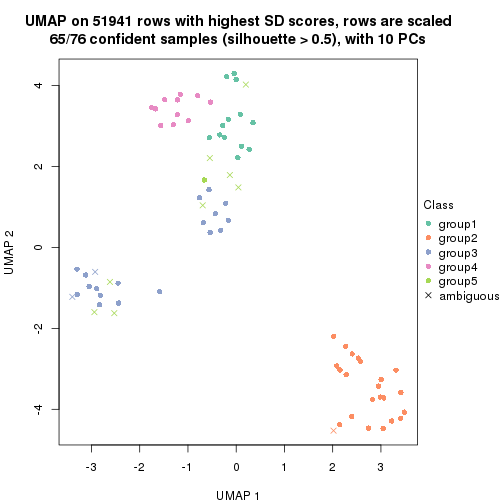 UMAP on 51941 rows with highest SD scores, rows are scaled
65/76 confident samples (silhouette > 0.5), with 10 PCs
4
2
0
-2
-4
UMAP 2
-3
-2
-1
0
1
2
3
UMAP 1
Class
group1
group2
group3
group4
group5
ambiguous